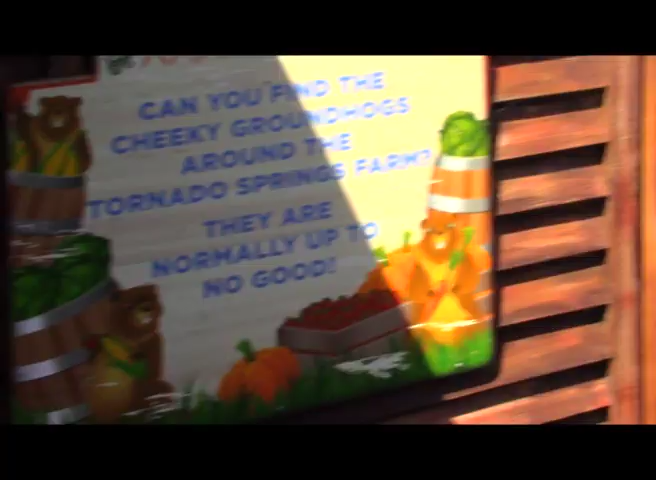 CAN YOU FIND THE
CHEEKY GROUNDHOGS
AROUND THE
TORNADO SPRINGS FARM?
THEY ARE
NORMALLY UP TO
NO GOOD!